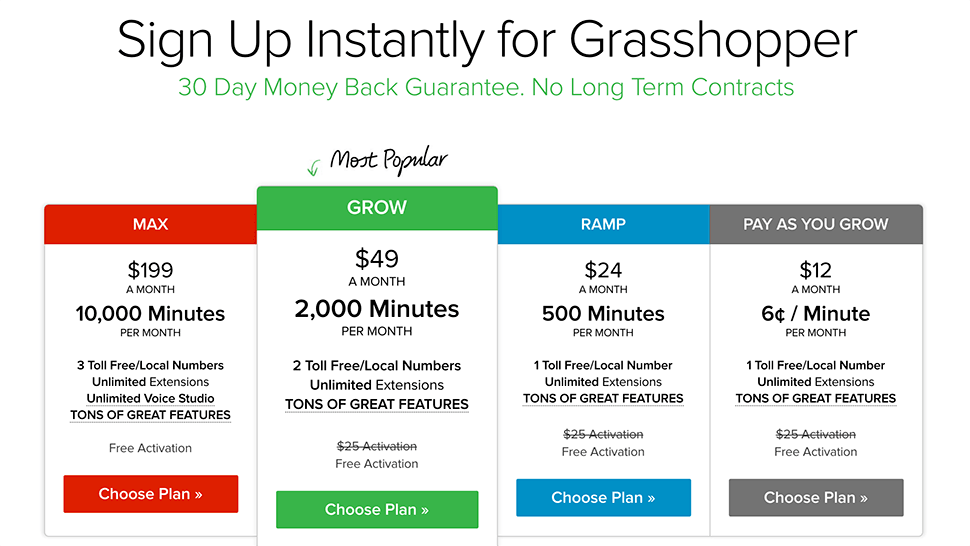 Sign Up Instantly for Grasshopper
30 Day Money Back Guarantee. No Long Term Contracts
Most Popular
MAX
$199
A MONTH
10,000 Minutes
PER MONTH
3 Toll Free/Local Numbers
Unlimited Extensions
Unlimited Voice Studio
TONS OF GREAT FEATURES
Free Activation
Choose Plan »
GROW
$49
A MONTH
2,000 Minutes
PER MONTH
2 Toll Free/Local Numbers
Unlimited Extensions
TONS OF GREAT FEATURES
$25 Activation
Free Activation
Choose Plan »
RAMP
$24
A MONTH
500 Minutes
PER MONTH
1 Toll Free/Local Number
Unlimited Extensions
TONS OF GREAT FEATURES
$25 Activation
Free Activation
Choose Plan »
PAY AS YOU GROW
$12
A MONTH
6¢ / Minute
PER MONTH
1 Toll Free/Local Number
Unlimited Extensions
TONS OF GREAT FEATURES
$25 Activation
Free Activation
Choose Plan »